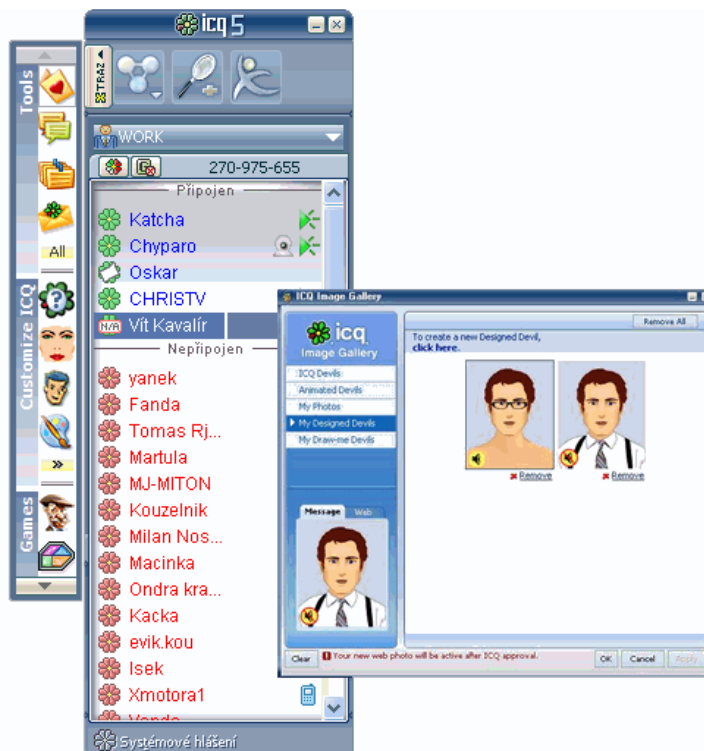 icq 5
XTRAZ
WORK
270-975-655
Připojen
Katcha
Chyparo
Oskar
CHRISTV
N/A Vít Kavalír
Nepřipojen
yanek
Fanda
Tomas Rj...
Martula
MJ-MITON
Kouzelnik
Milan Nos...
Macinka
Ondra kra...
Kacka
evik.kou
Isek
Xmotora1
Vanda
Systémové hlášení
Tools
All
Customize ICQ
»
Games
ICQ Image Gallery
icq
Image Gallery
ICQ Devils
Animated Devils
My Photos
My Designed Devils
My Draw-me Devils
Message Web
Remove All
To create a new Designed Devil,
click here.
Remove Remove
Clear Your new web photo will be active after ICQ approval. OK Cancel Apply